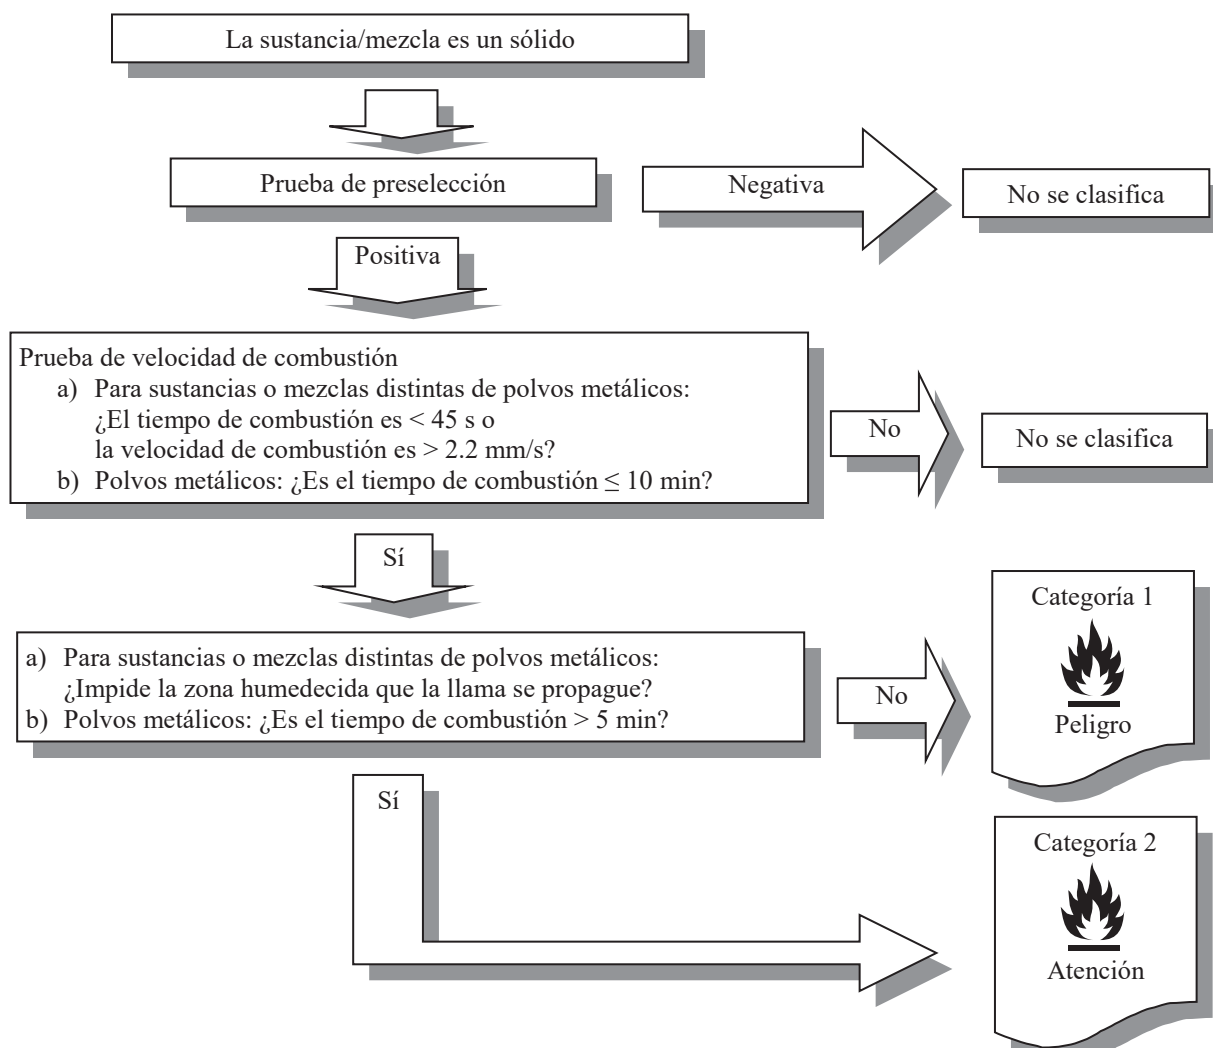 La sustancia/mezcla es un sólido
Prueba de preselección
Negativa
No se clasifica
Positiva
Prueba de velocidad de combustión
a) Para sustancias o mezclas distintas de polvos metálicos:
¿El tiempo de combustión es < 45 s o
la velocidad de combustión es > 2.2 mm/s?
b) Polvos metálicos: ¿Es el tiempo de combustión ≤ 10 min?
No
No se clasifica
Sí
a) Para sustancias o mezclas distintas de polvos metálicos:
¿Impide la zona humedecida que la llama se propague?
b) Polvos metálicos: ¿Es el tiempo de combustión > 5 min?
No
Categoría 1
Peligro
Sí
Categoría 2
Atención